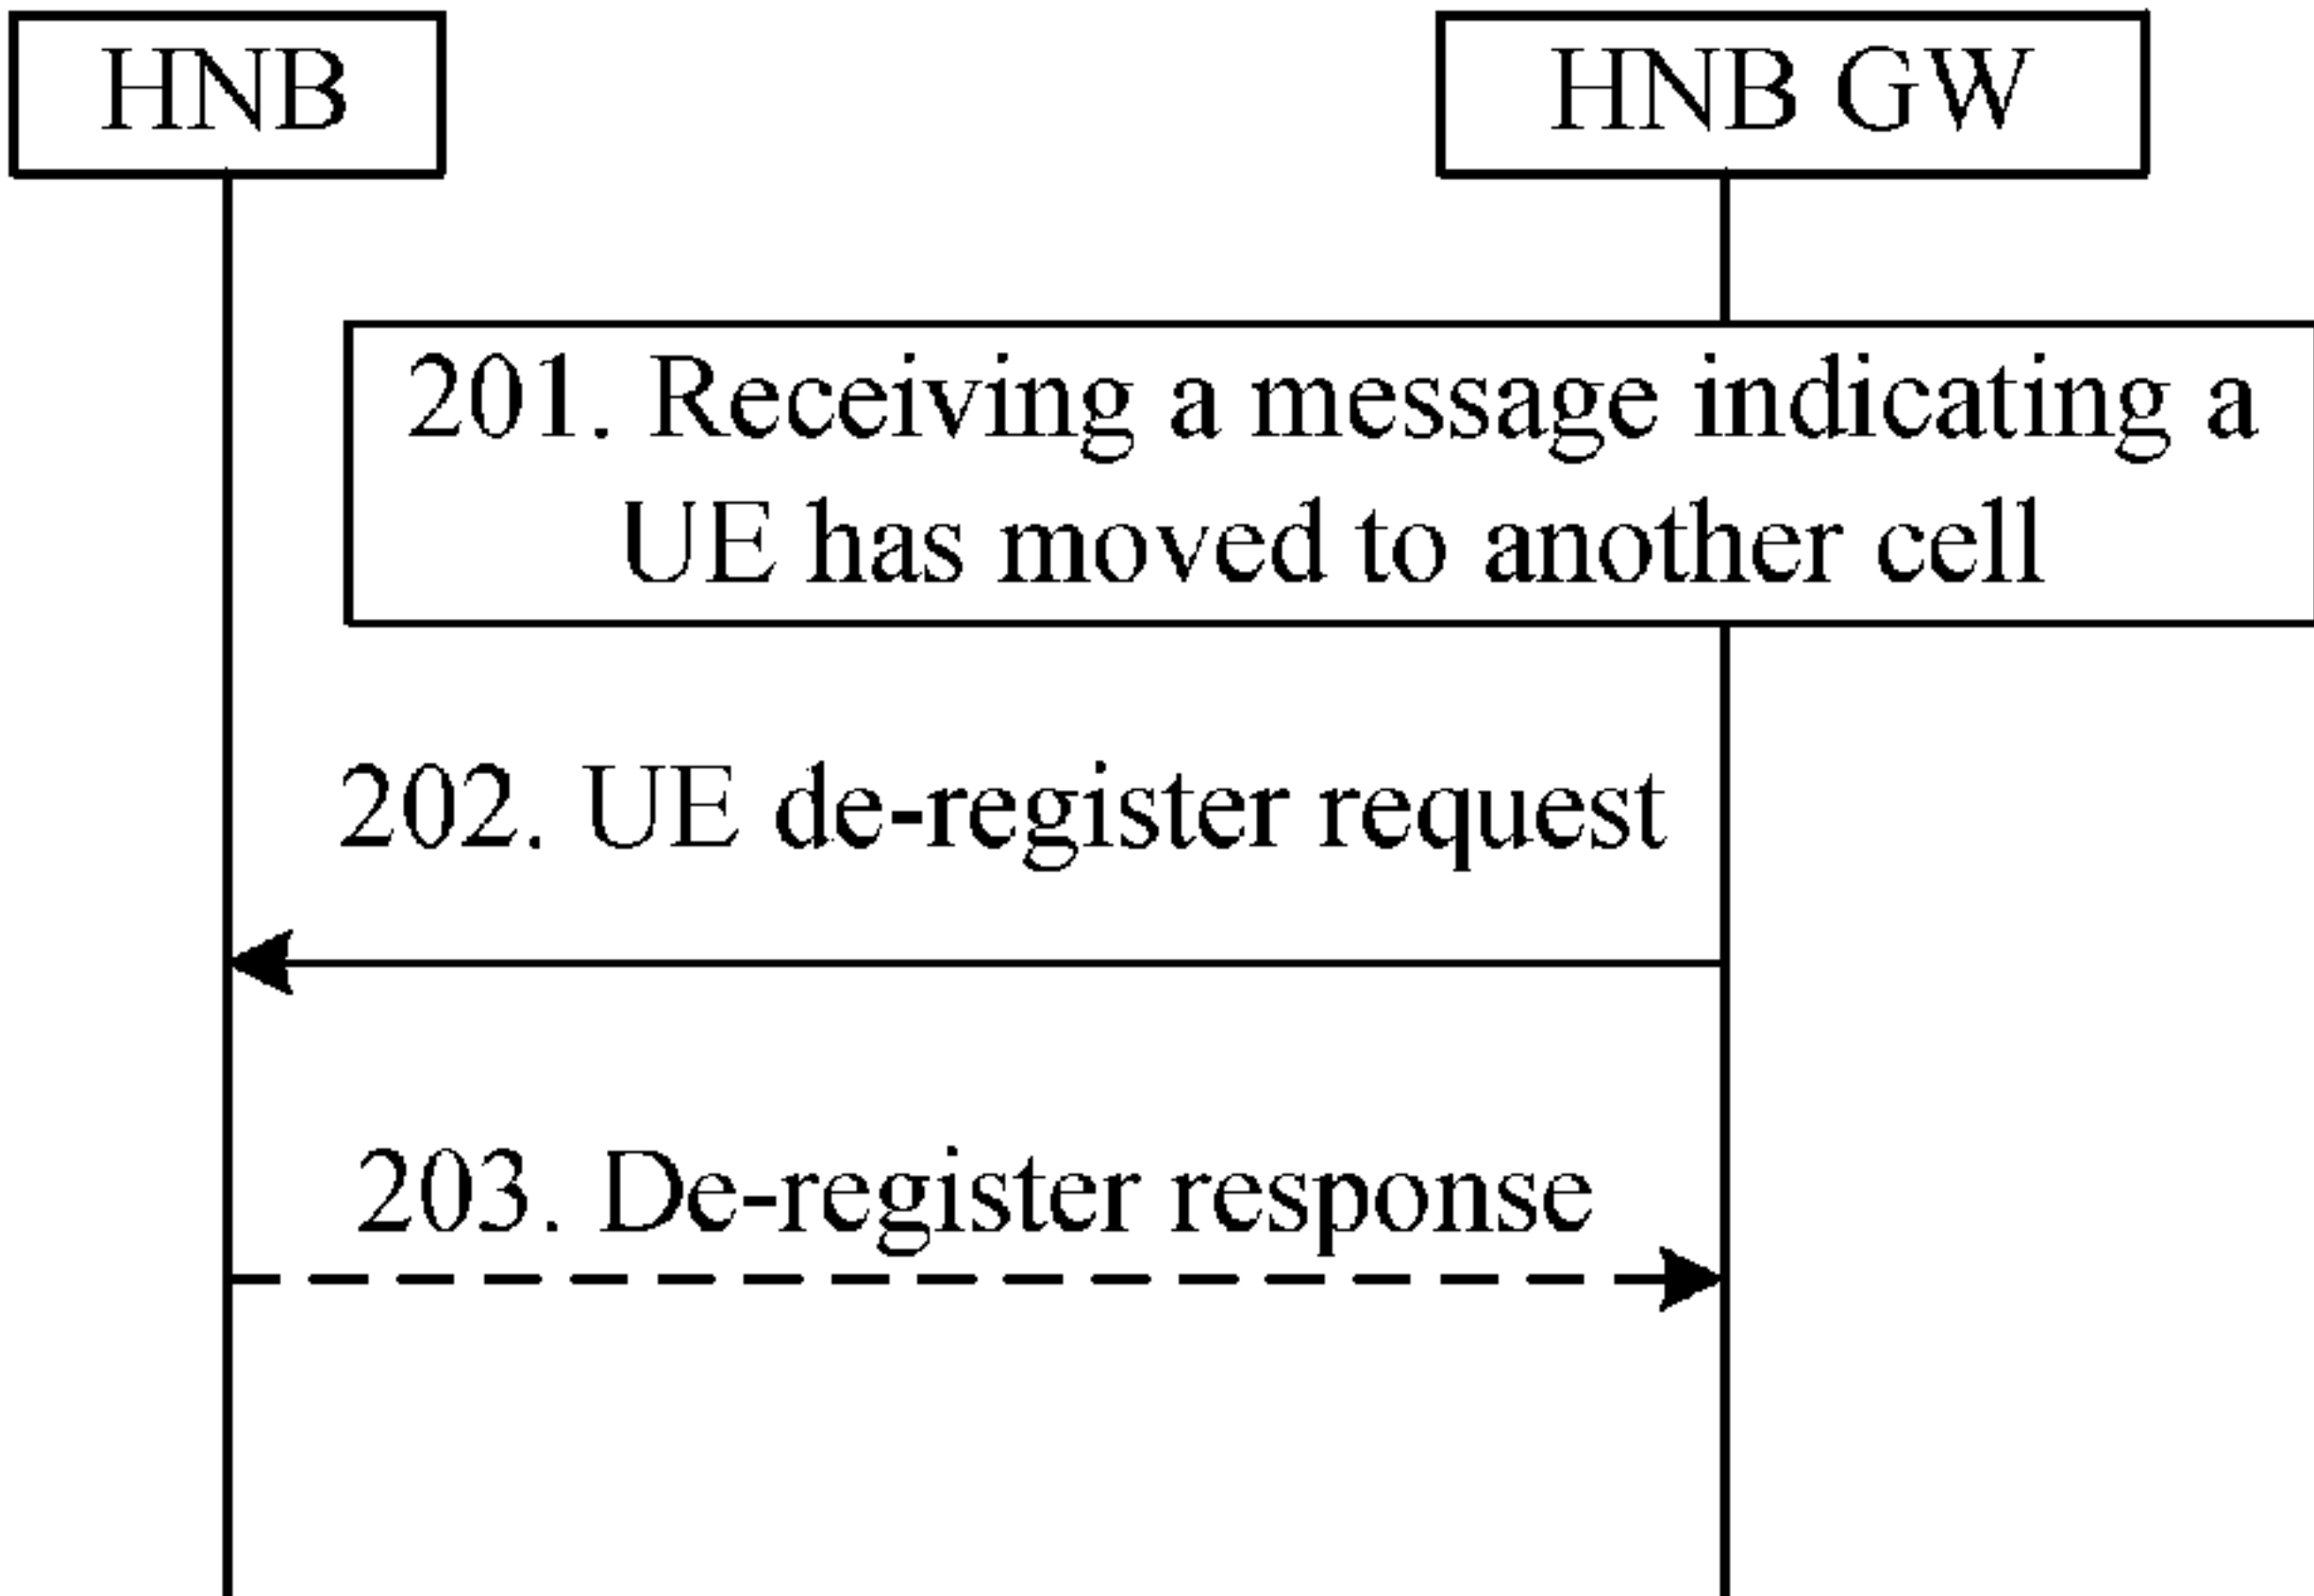 HNB
HNB GW
201. Receiving a message indicating a
UE has moved to another cell
202. UE de-register request
203. De-register response